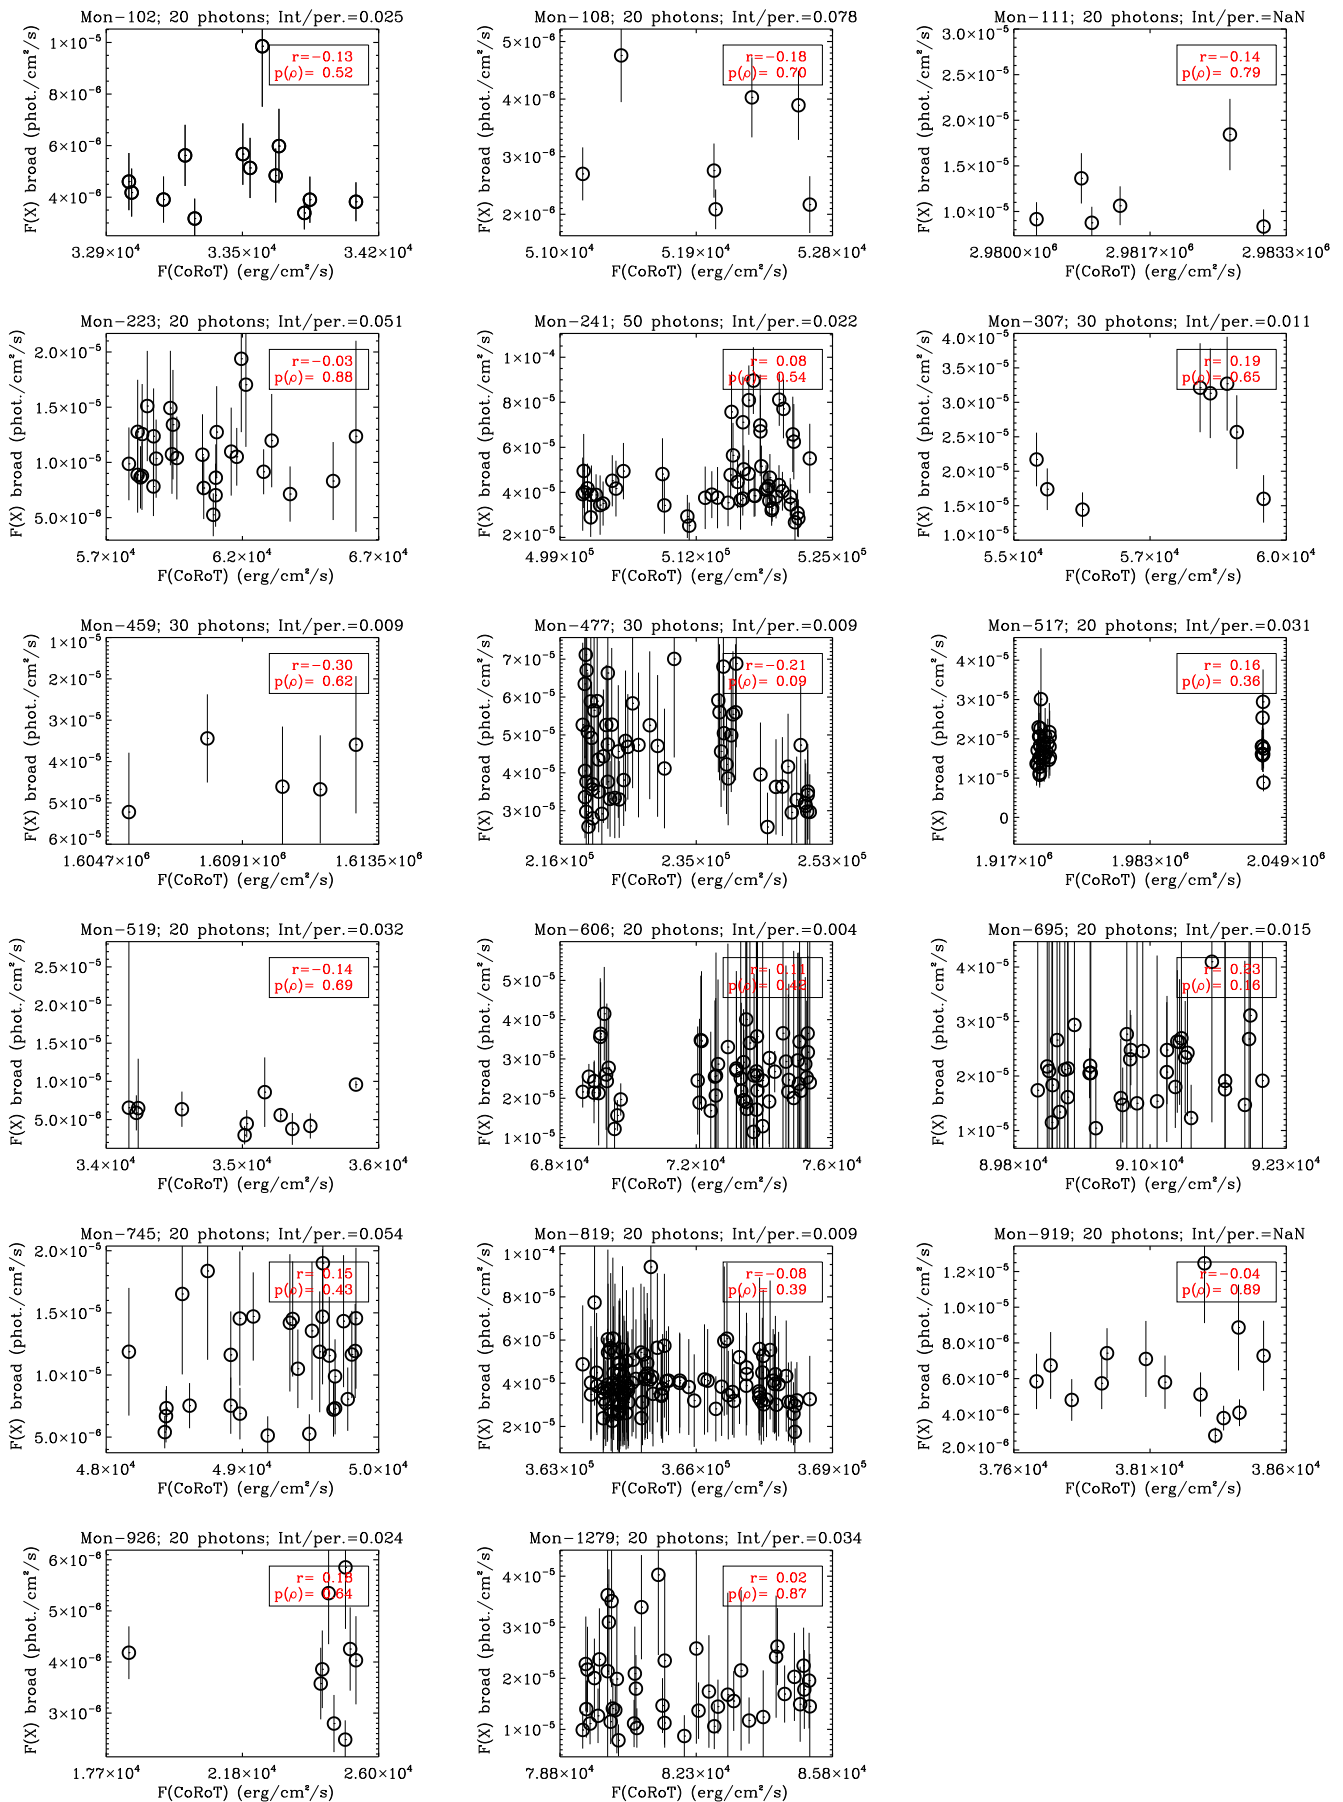 Mon-102; 20 photons; Int/per.=0.025
F(X) broad (phot./cm²/s)
1×10⁻⁵
8×10⁻⁶
6×10⁻⁶
4×10⁻⁶
r=-0.13
p(ρ)= 0.52
3.29×10⁴ 3.35×10⁴ 3.42×10⁴
F(CoRoT) (erg/cm²/s)
Mon-108; 20 photons; Int/per.=0.078
F(X) broad (phot./cm²/s)
5×10⁻⁶
4×10⁻⁶
3×10⁻⁶
2×10⁻⁶
r=-0.18
p(ρ)= 0.70
5.10×10⁴ 5.19×10⁴ 5.28×10⁴
F(CoRoT) (erg/cm²/s)
Mon-111; 20 photons; Int/per.=NaN
F(X) broad (phot./cm²/s)
3.0×10⁻⁵
2.5×10⁻⁵
2.0×10⁻⁵
1.5×10⁻⁵
1.0×10⁻⁵
r=-0.14
p(ρ)= 0.79
2.9800×10⁶ 2.9817×10⁶ 2.9833×10⁶
F(CoRoT) (erg/cm²/s)
Mon-223; 20 photons; Int/per.=0.051
F(X) broad (phot./cm²/s)
2.0×10⁻⁵
1.5×10⁻⁵
1.0×10⁻⁵
5.0×10⁻⁶
r=-0.03
p(ρ)= 0.88
5.7×10⁴ 6.2×10⁴ 6.7×10⁴
F(CoRoT) (erg/cm²/s)
Mon-241; 50 photons; Int/per.=0.022
F(X) broad (phot./cm²/s)
1×10⁻⁴
8×10⁻⁵
6×10⁻⁵
4×10⁻⁵
2×10⁻⁵
r= 0.08
p(ρ)= 0.54
4.99×10⁵ 5.12×10⁵ 5.25×10⁵
F(CoRoT) (erg/cm²/s)
Mon-307; 30 photons; Int/per.=0.011
F(X) broad (phot./cm²/s)
4.0×10⁻⁵
3.5×10⁻⁵
3.0×10⁻⁵
2.5×10⁻⁵
2.0×10⁻⁵
1.5×10⁻⁵
1.0×10⁻⁵
r= 0.19
p(ρ)= 0.65
5.5×10⁴ 5.7×10⁴ 6.0×10⁴
F(CoRoT) (erg/cm²/s)
Mon-459; 30 photons; Int/per.=0.009
F(X) broad (phot./cm²/s)
1×10⁻⁵
2×10⁻⁵
3×10⁻⁵
4×10⁻⁵
5×10⁻⁵
6×10⁻⁵
r=-0.30
p(ρ)= 0.62
1.6047×10⁶ 1.6091×10⁶ 1.6135×10⁶
F(CoRoT) (erg/cm²/s)
Mon-477; 30 photons; Int/per.=0.009
F(X) broad (phot./cm²/s)
7×10⁻⁵
6×10⁻⁵
5×10⁻⁵
4×10⁻⁵
3×10⁻⁵
r=-0.21
p(ρ)= 0.09
2.16×10⁵ 2.35×10⁵ 2.53×10⁵
F(CoRoT) (erg/cm²/s)
Mon-517; 20 photons; Int/per.=0.031
F(X) broad (phot./cm²/s)
4×10⁻⁵
3×10⁻⁵
2×10⁻⁵
1×10⁻⁵
0
r= 0.16
p(ρ)= 0.36
1.917×10⁶ 1.983×10⁶ 2.049×10⁶
F(CoRoT) (erg/cm²/s)
Mon-519; 20 photons; Int/per.=0.032
F(X) broad (phot./cm²/s)
2.5×10⁻⁵
2.0×10⁻⁵
1.5×10⁻⁵
1.0×10⁻⁵
5.0×10⁻⁶
r=-0.14
p(ρ)= 0.69
3.4×10⁴ 3.5×10⁴ 3.6×10⁴
F(CoRoT) (erg/cm²/s)
Mon-606; 20 photons; Int/per.=0.004
F(X) broad (phot./cm²/s)
5×10⁻⁵
4×10⁻⁵
3×10⁻⁵
2×10⁻⁵
1×10⁻⁵
r= 0.11
p(ρ)=
6.8×10⁴ 7.2×10⁴ 7.6×10⁴
F(CoRoT) (erg/cm²/s)
Mon-695; 20 photons; Int/per.=0.015
F(X) broad (phot./cm²/s)
4×10⁻⁵
3×10⁻⁵
2×10⁻⁵
1×10⁻⁵
r= 0.23
p(ρ)= 0.16
8.98×10⁴ 9.10×10⁴ 9.23×10⁴
F(CoRoT) (erg/cm²/s)
Mon-745; 20 photons; Int/per.=0.054
F(X) broad (phot./cm²/s)
2.0×10⁻⁵
1.5×10⁻⁵
1.0×10⁻⁵
5.0×10⁻⁶
r= 0.15
p(ρ)= 0.43
4.8×10⁴ 4.9×10⁴ 5.0×10⁴
F(CoRoT) (erg/cm²/s)
Mon-819; 20 photons; Int/per.=0.009
F(X) broad (phot./cm²/s)
1×10⁻⁴
8×10⁻⁵
6×10⁻⁵
4×10⁻⁵
2×10⁻⁵
r=-0.08
p(ρ)= 0.39
3.63×10⁵ 3.66×10⁵ 3.69×10⁵
F(CoRoT) (erg/cm²/s)
Mon-919; 20 photons; Int/per.=NaN
F(X) broad (phot./cm²/s)
1.2×10⁻⁵
1.0×10⁻⁵
8.0×10⁻⁶
6.0×10⁻⁶
4.0×10⁻⁶
2.0×10⁻⁶
r=-0.04
p(ρ)= 0.89
3.76×10⁴ 3.81×10⁴ 3.86×10⁴
F(CoRoT) (erg/cm²/s)
Mon-926; 20 photons; Int/per.=0.024
F(X) broad (phot./cm²/s)
6×10⁻⁶
5×10⁻⁶
4×10⁻⁶
3×10⁻⁶
r= 0.18
p(ρ)= 0.64
1.77×10⁴ 2.18×10⁴ 2.60×10⁴
F(CoRoT) (erg/cm²/s)
Mon-1279; 20 photons; Int/per.=0.034
F(X) broad (phot./cm²/s)
4×10⁻⁵
3×10⁻⁵
2×10⁻⁵
1×10⁻⁵
r= 0.02
p(ρ)= 0.87
7.88×10⁴ 8.23×10⁴ 8.58×10⁴
F(CoRoT) (erg/cm²/s)